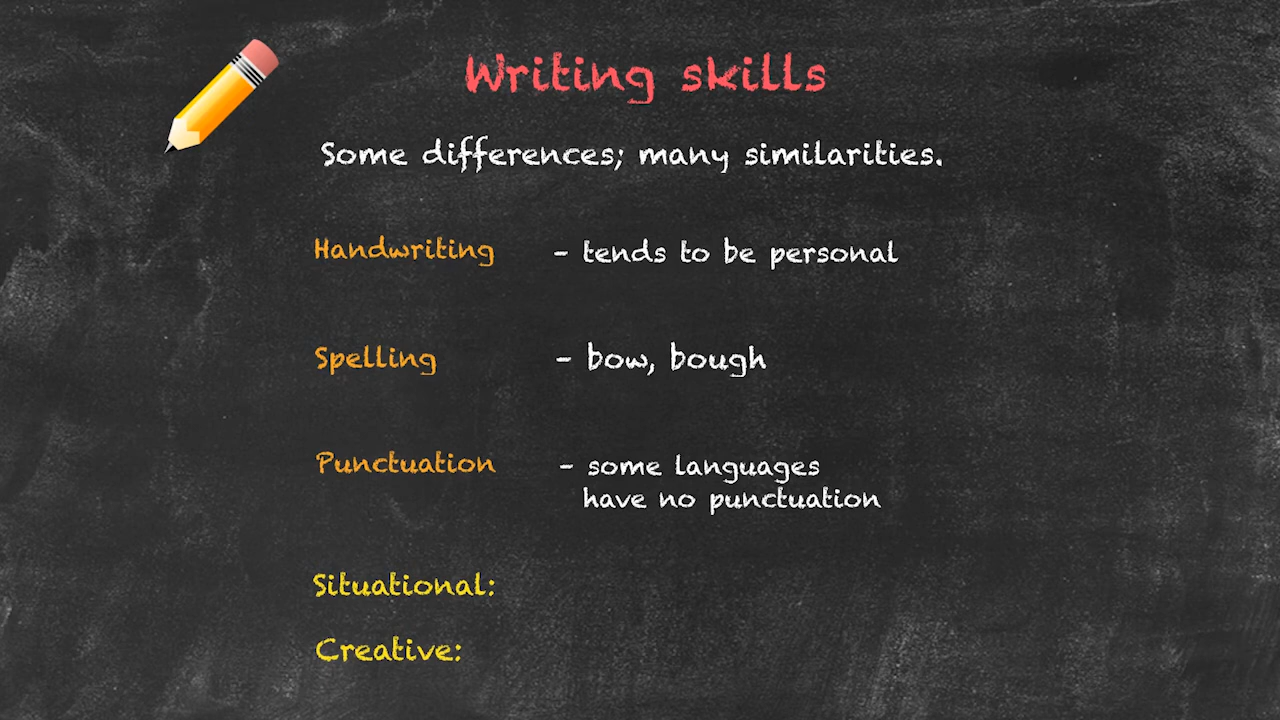 Writing skills
Some differences; many similarities.
Handwriting - tends to be personal
Spelling - bow, bough
Punctuation - some languages
have no punctuation
Situational:
Creative: